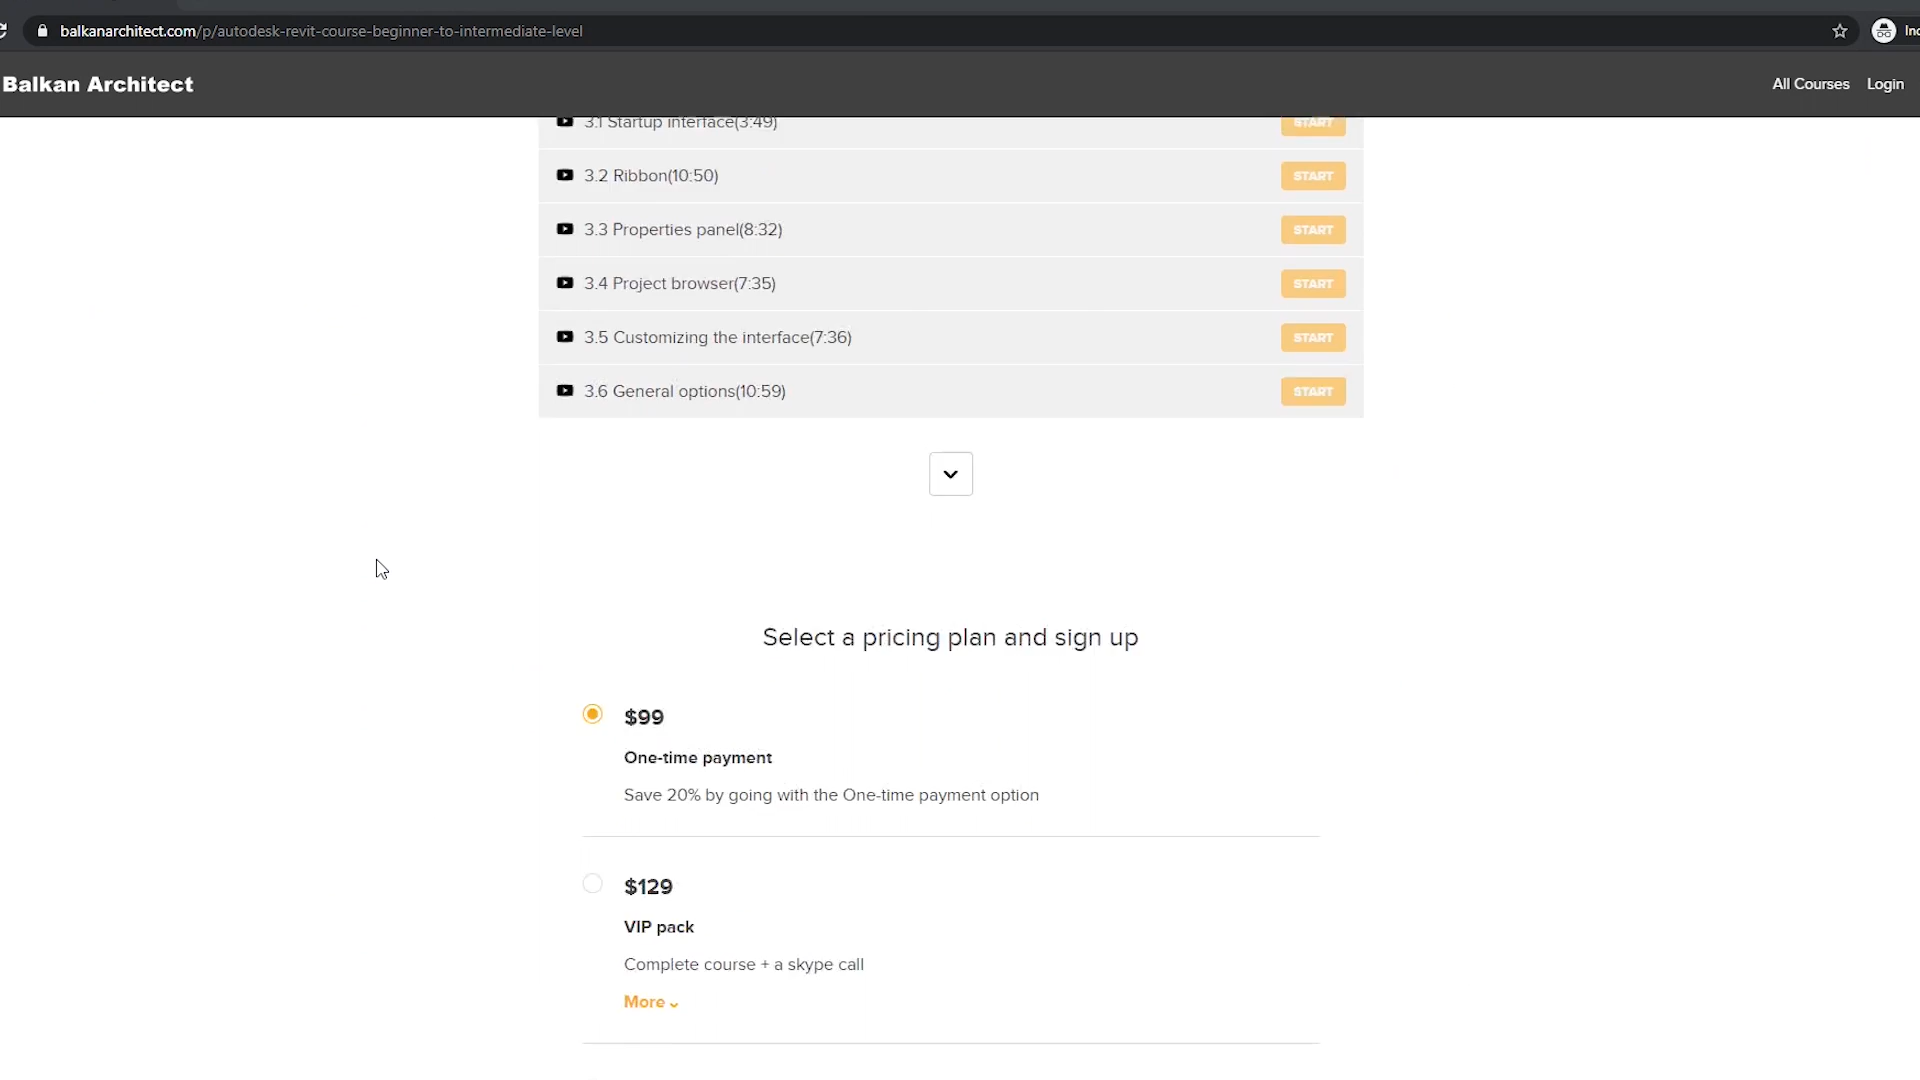 balkanarchitect.com/p/autodesk-revit-course-beginner-to-intermediate-level
Balkan Architect
All Courses Login
3.1 Startup interface(3:49) START
3.2 Ribbon(10:50) START
3.3 Properties panel(8:32) START
3.4 Project browser(7:35) START
3.5 Customizing the interface(7:36) START
3.6 General options(10:59) START
Select a pricing plan and sign up
$99
One-time payment
Save 20% by going with the One-time payment option
$129
VIP pack
Complete course + a skype call
More